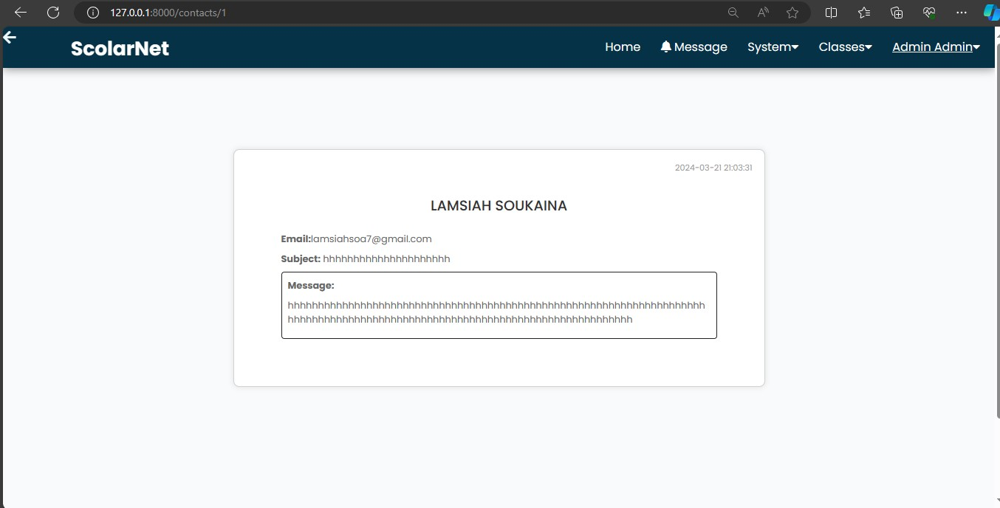 127.0.0.1:8000/contacts/1
ScolarNet
Home Message System Classes Admin Admin
2024-03-21 21:03:31
LAMSIAH SOUKAINA
Email:lamsiahsoa7@gmail.com
Subject: hhhhhhhhhhhhhhhhhhhhh
Message:
hhhhhhhhhhhhhhhhhhhhhhhhhhhhhhhhhhhhhhhhhhhhhhhhhhhhhhhhhhhhhhhhhhhhh
hhhhhhhhhhhhhhhhhhhhhhhhhhhhhhhhhhhhhhhhhhhhhhhhhhhhhhhhh